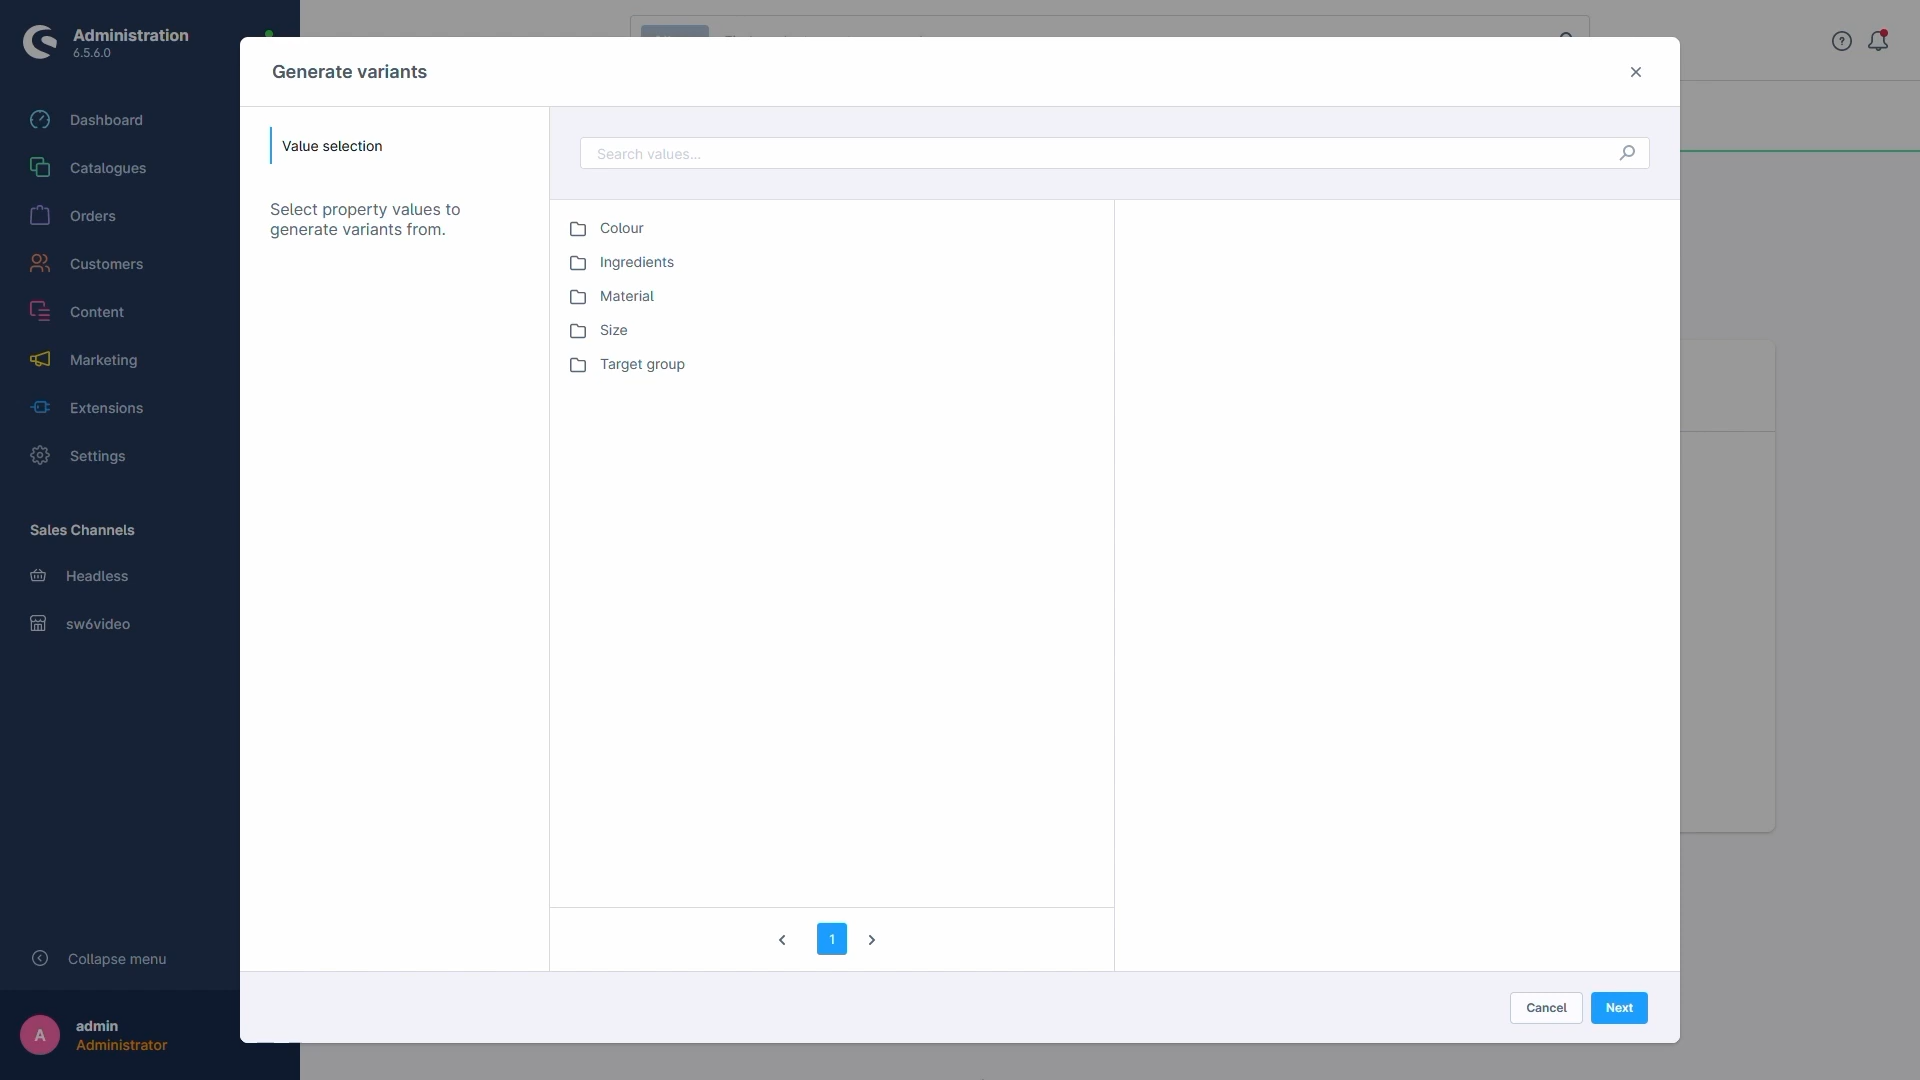 Administration
6.5.6.0
Dashboard
Catalogues
Orders
Customers
Content
Marketing
Extensions
Settings
Sales Channels
Headless
sw6video
Collapse menu
A
admin
Administrator
Generate variants
Value selection
Select property values to
generate variants from.
Search values...
Colour
Ingredients
Material
Size
Target group
1
Cancel
Next